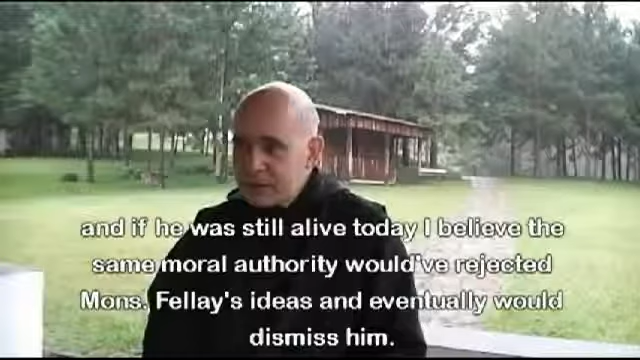 and if he was still alive today I believe the
same moral authority would've rejected
Mons. Fellay's ideas and eventually would
dismiss him.